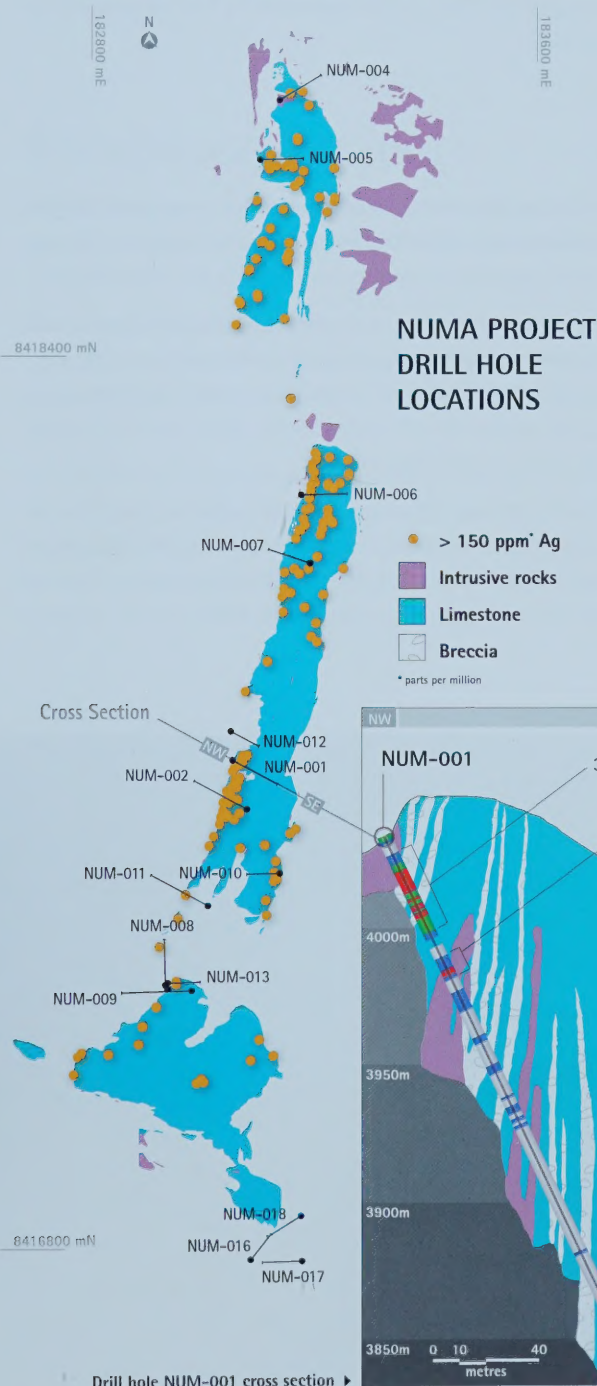 182800 mE
N
183600 mE
NUM-004
NUM-005
NUMA PROJECT
DRILL HOLE
LOCATIONS
8418400 mN
NUM-006
NUM-007
> 150 ppm* Ag
Intrusive rocks
Limestone
Breccia
* parts per million
Cross Section
NW
SE
NUM-012
NUM-001
NUM-002
NUM-011
NUM-010
NUM-008
NUM-013
NUM-009
NUM-018
NUM-016
NUM-017
8416800 mN
NW
NUM-001
3
4000m
3950m
3900m
3850m
0 10 40
metres
Drill hole NUM-001 cross section ▶